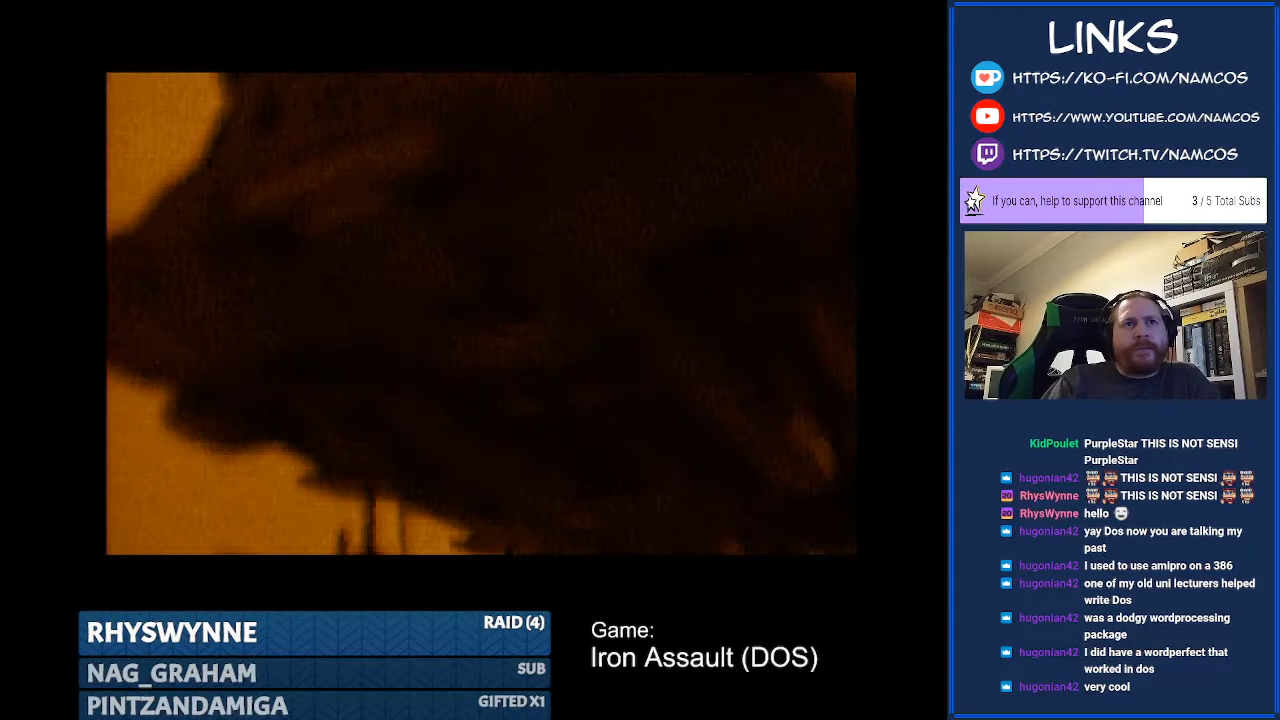 LINKS
HTTPS://KO-FI.COM/NAMCOS
HTTPS://WWW.YOUTUBE.COM/NAMCOS
HTTPS://TWITCH.TV/NAMCOS
If you can, help to support this channel 3 / 5 Total Subs
KidPoulet PurpleStar THIS IS NOT SENSI
PurpleStar
hugonian42 THIS IS NOT SENSI
RhysWynne THIS IS NOT SENSI
RhysWynne hello
hugonian42 yay Dos now you are talking my
past
hugonian42 I used to use amipro on a 386
hugonian42 one of my old uni lecturers helped
write Dos
hugonian42 was a dodgy wordprocessing
package
hugonian42 I did have a wordperfect that
worked in dos
hugonian42 very cool
RHYSWYNNE RAID (4)
NAG_GRAHAM SUB
PINTZANDAMIGA GIFTED X1
Game:
Iron Assault (DOS)